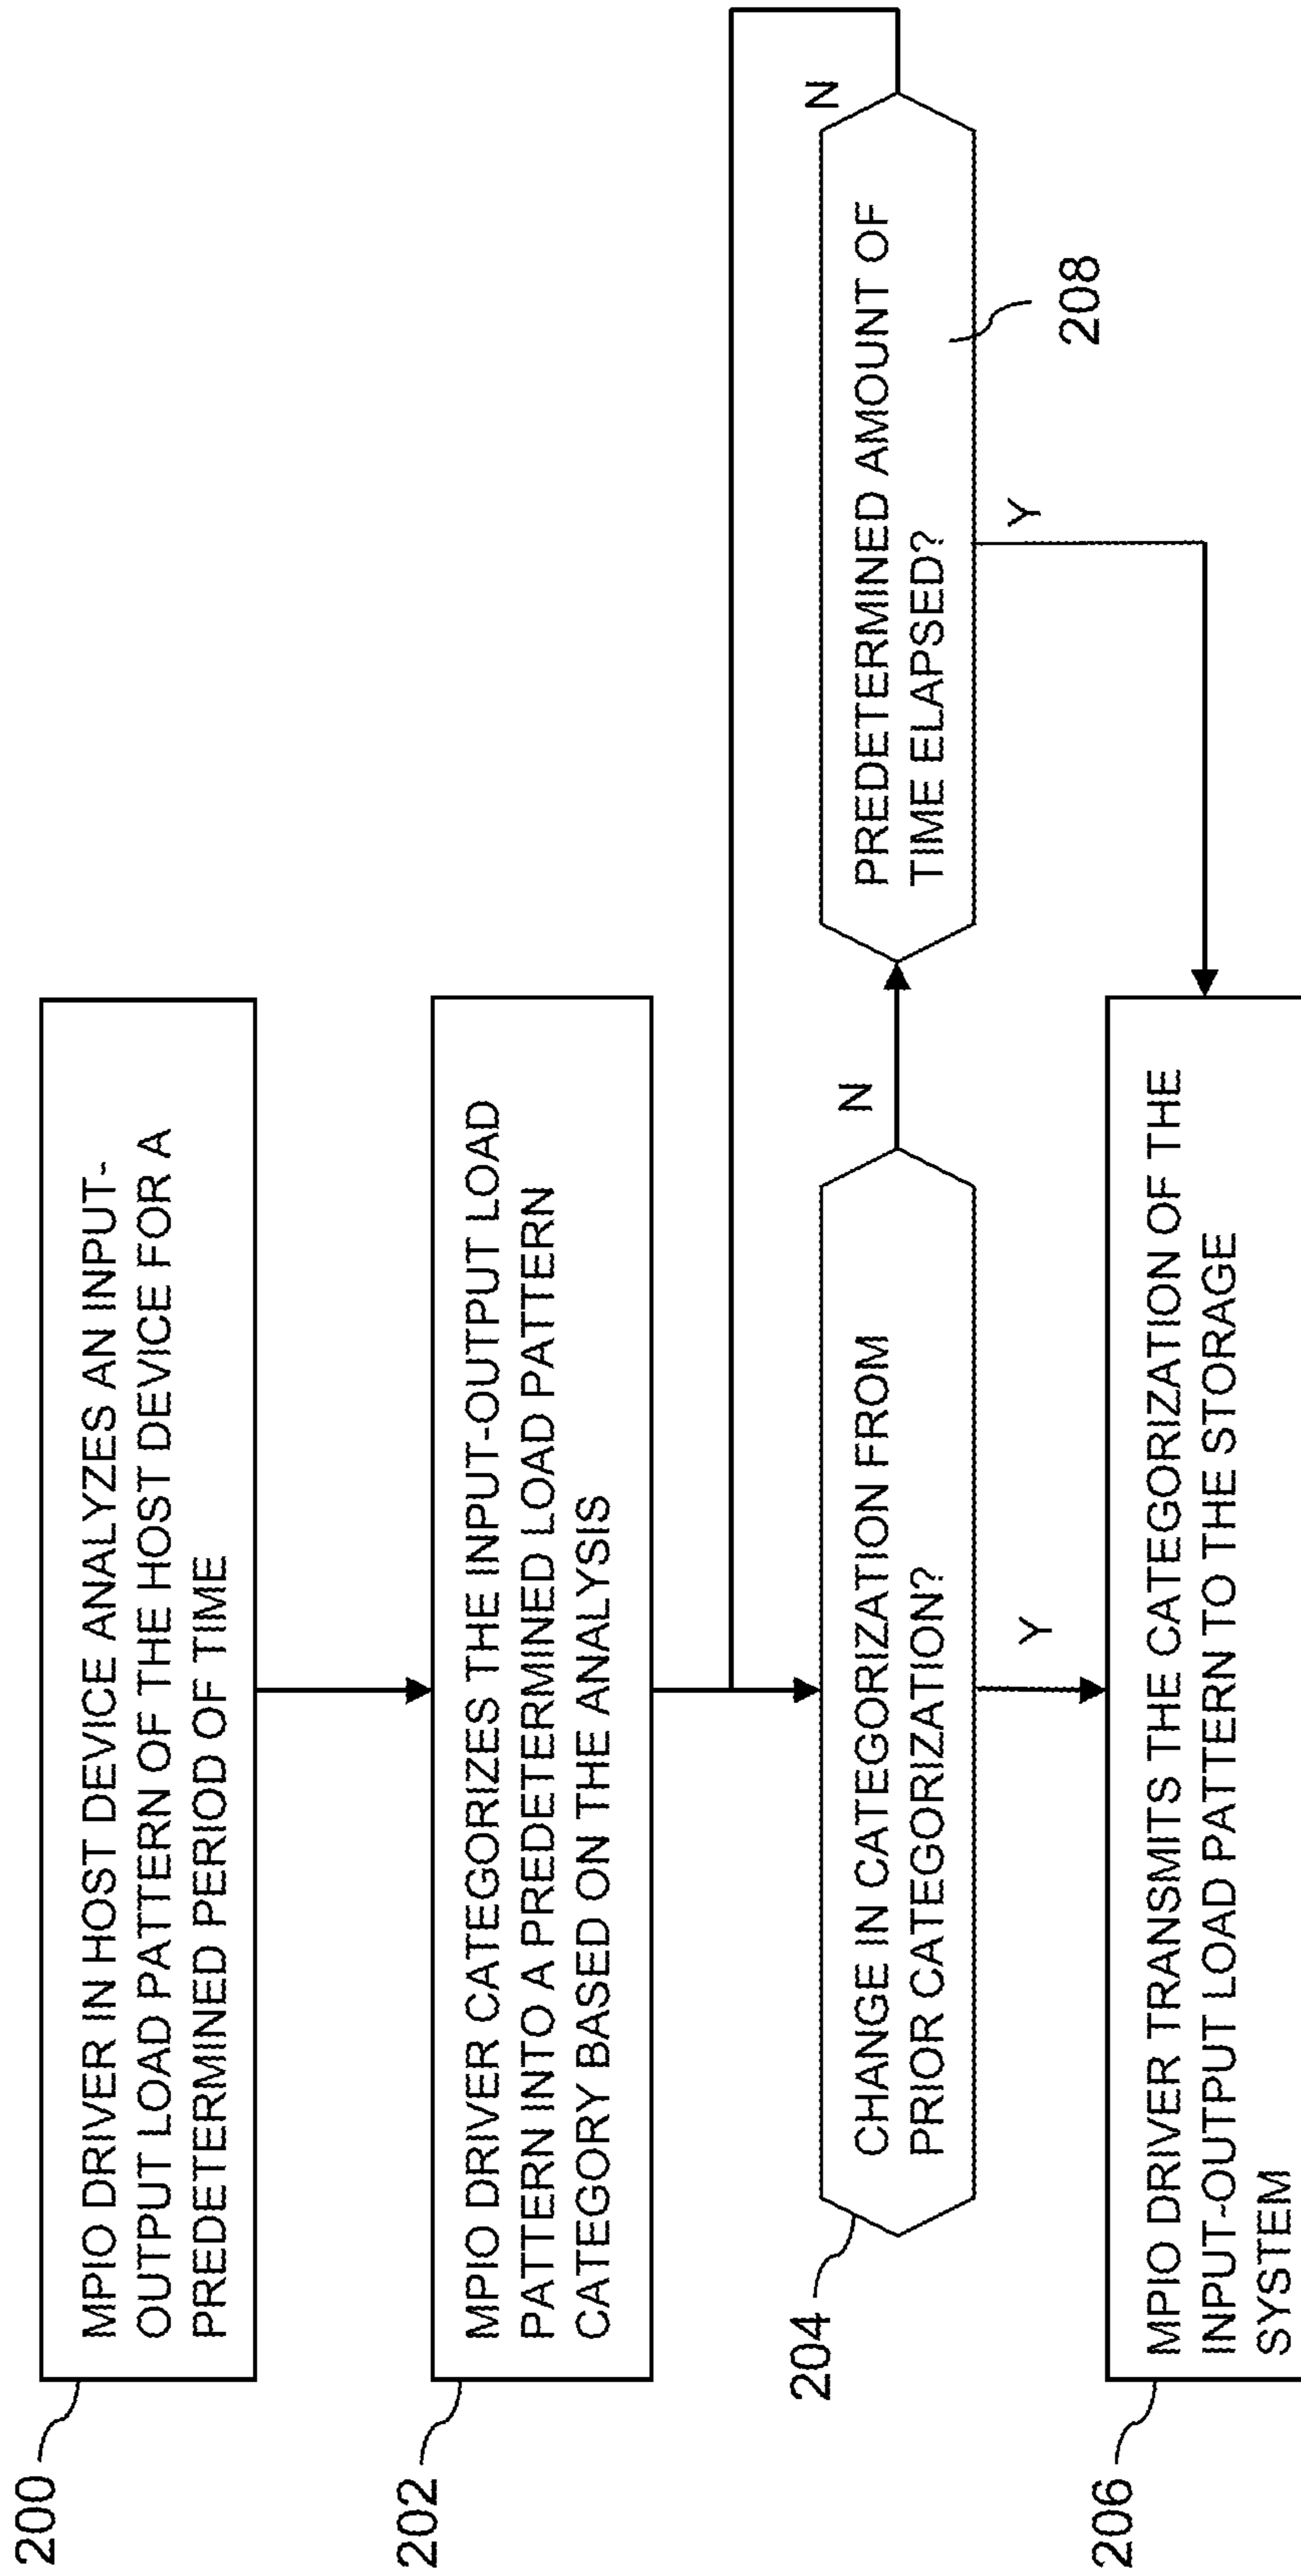 200
MPIO DRIVER IN HOST DEVICE ANALYZES AN INPUT-
OUTPUT LOAD PATTERN OF THE HOST DEVICE FOR A
PREDETERMINED PERIOD OF TIME
202
MPIO DRIVER CATEGORIZES THE INPUT-OUTPUT LOAD
PATTERN INTO A PREDETERMINED LOAD PATTERN
CATEGORY BASED ON THE ANALYSIS
204
CHANGE IN CATEGORIZATION FROM
PRIOR CATEGORIZATION?
N
PREDETERMINED AMOUNT OF
TIME ELAPSED?
N
208
Y
Y
206
MPIO DRIVER TRANSMITS THE CATEGORIZATION OF THE
INPUT-OUTPUT LOAD PATTERN TO THE STORAGE
SYSTEM